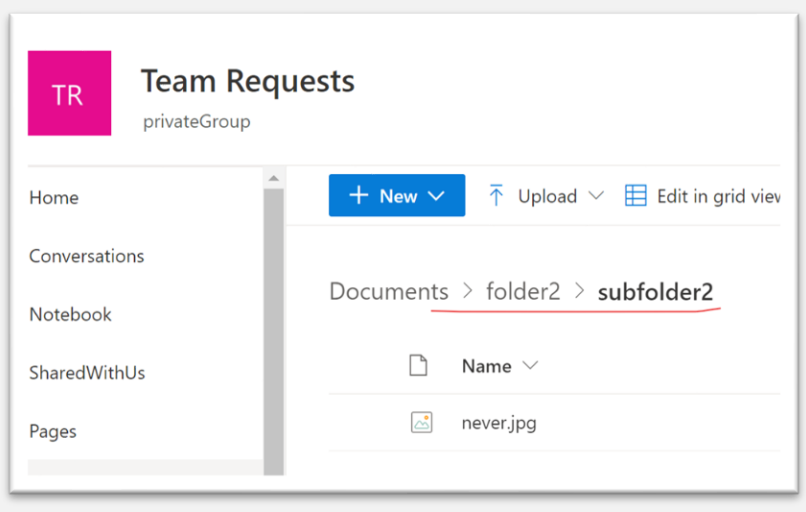 TR
Team Requests
privateGroup
Home
Conversations
Notebook
SharedWithUs
Pages
+ New Upload Edit in grid view
Documents > folder2 > subfolder2
Name
never.jpg